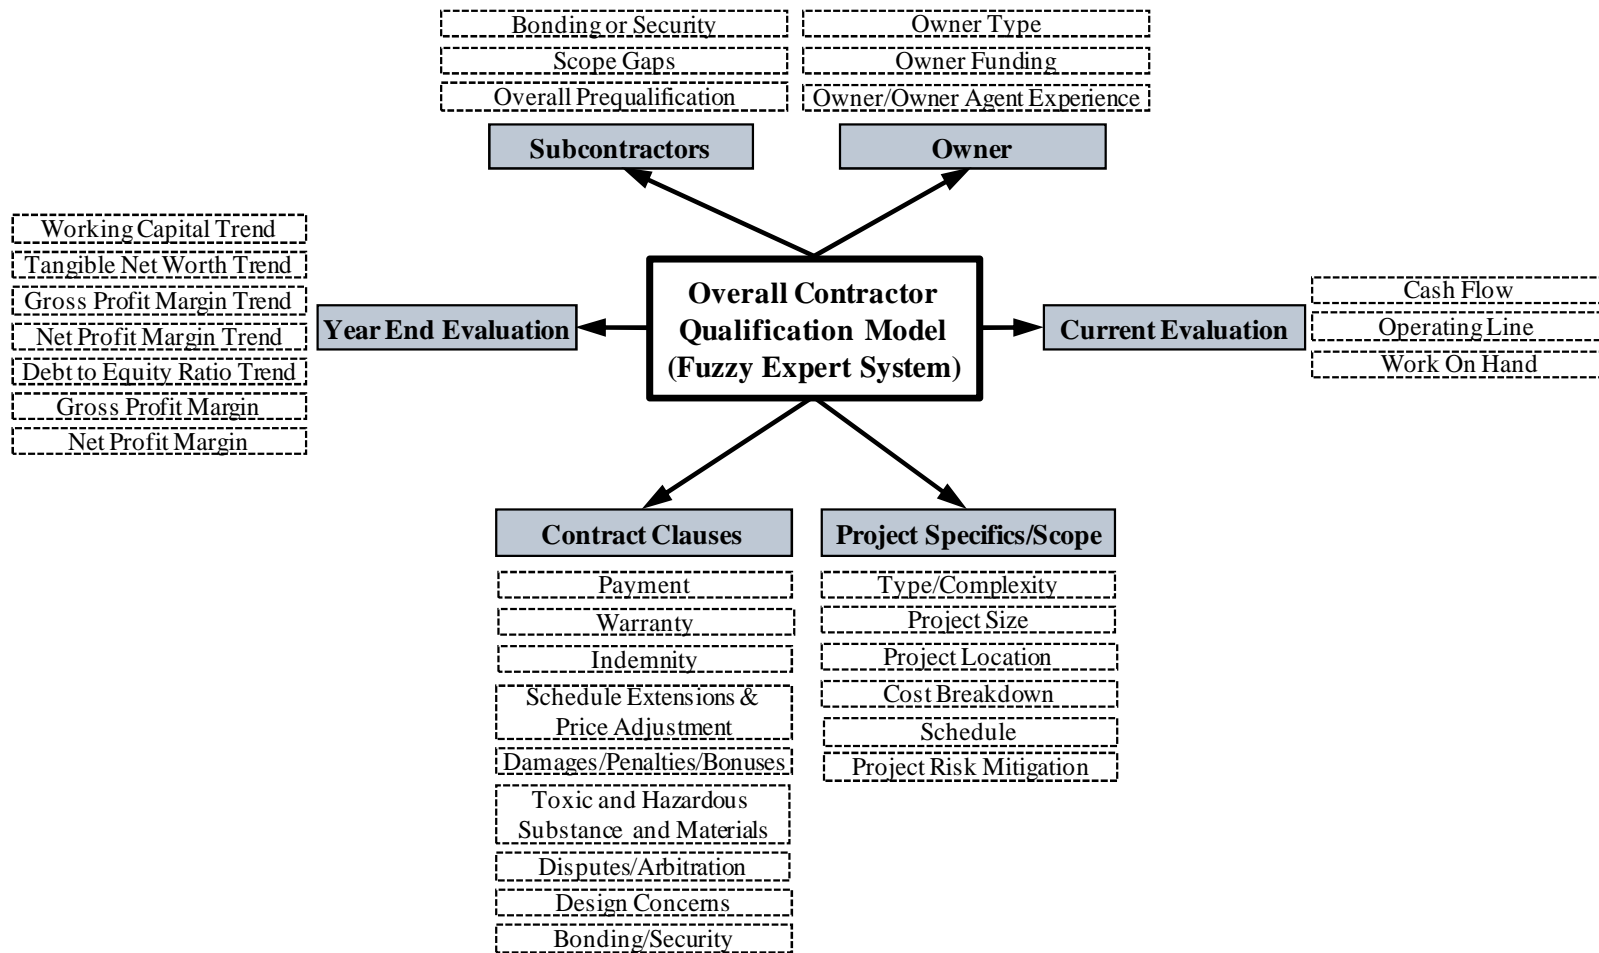 Bonding or Security
Scope Gaps
Overall Prequalification
Subcontractors
Owner Type
Owner Funding
Owner/Owner Agent Experience
Owner
Working Capital Trend
Tangible Net Worth Trend
Gross Profit Margin Trend
Net Profit Margin Trend
Debt to Equity Ratio Trend
Gross Profit Margin
Net Profit Margin
Year End Evaluation
Overall Contractor
Qualification Model
(Fuzzy Expert System)
Current Evaluation
Cash Flow
Operating Line
Work On Hand
Contract Clauses
Payment
Warranty
Indemnity
Schedule Extensions &
Price Adjustment
Damages/Penalties/Bonuses
Toxic and Hazardous
Substance and Materials
Disputes/Arbitration
Design Concerns
Bonding/Security
Project Specifics/Scope
Type/Complexity
Project Size
Project Location
Cost Breakdown
Schedule
Project Risk Mitigation